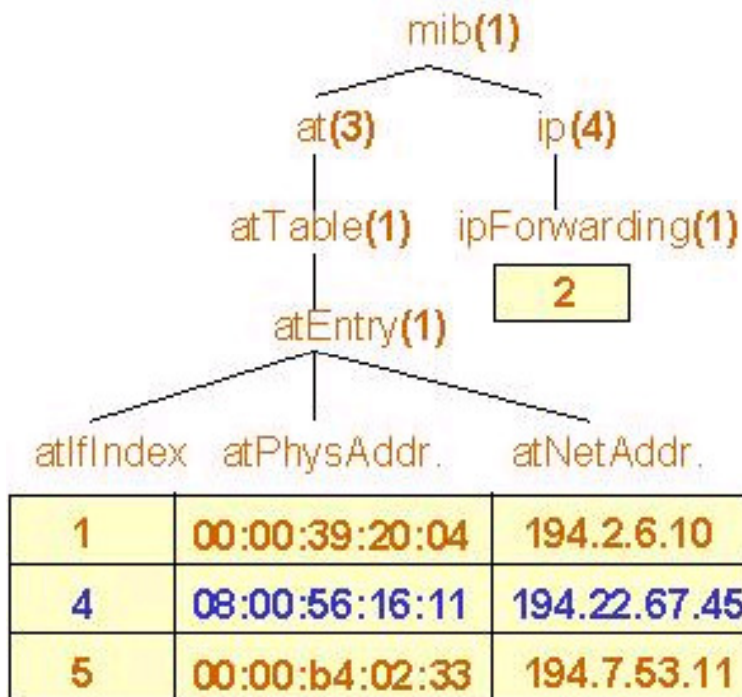 mib(1)
at(3) ip(4)
atTable(1) ipForwarding(1)
2
atEntry(1)
atIfIndex atPhysAddr. atNetAddr.
1 00:00:39:20:04 194.2.6.10
4 08:00:56:16:11 194.22.67.45
5 00:00:b4:02:33 194.7.53.11